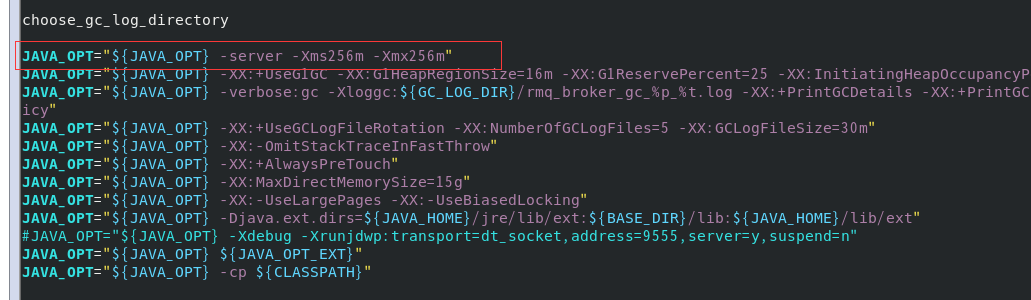 choose_gc_log_directory
JAVA_OPT="${JAVA_OPT} -server -Xms256m -Xmx256m"
JAVA_OPT="${JAVA_OPT} -XX:+UseG1GC -XX:G1HeapRegionSize=16m -XX:G1ReservePercent=25 -XX:InitiatingHeapOccupancyP
JAVA_OPT="${JAVA_OPT} -verbose:gc -Xloggc:${GC_LOG_DIR}/rmq_broker_gc_%p_%t.log -XX:+PrintGCDetails -XX:+PrintGC
icy"
JAVA_OPT="${JAVA_OPT} -XX:+UseGCLogFileRotation -XX:NumberOfGCLogFiles=5 -XX:GCLogFileSize=30m"
JAVA_OPT="${JAVA_OPT} -XX:-OmitStackTraceInFastThrow"
JAVA_OPT="${JAVA_OPT} -XX:+AlwaysPreTouch"
JAVA_OPT="${JAVA_OPT} -XX:MaxDirectMemorySize=15g"
JAVA_OPT="${JAVA_OPT} -XX:-UseLargePages -XX:-UseBiasedLocking"
JAVA_OPT="${JAVA_OPT} -Djava.ext.dirs=${JAVA_HOME}/jre/lib/ext:${BASE_DIR}/lib:${JAVA_HOME}/lib/ext"
#JAVA_OPT="${JAVA_OPT} -Xdebug -Xrunjdwp:transport=dt_socket,address=9555,server=y,suspend=n"
JAVA_OPT="${JAVA_OPT} ${JAVA_OPT_EXT}"
JAVA_OPT="${JAVA_OPT} -cp ${CLASSPATH}"